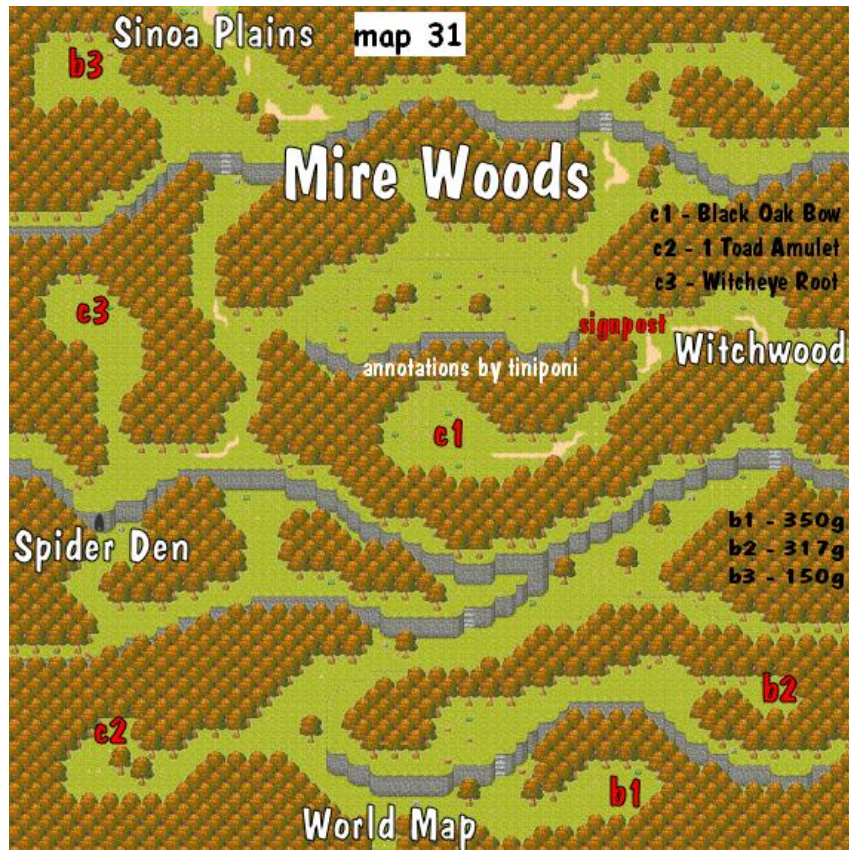 Sinoa Plains
map 31
b3
Mire Woods
c1 - Black Oak Bow
c2 - 1 Toad Amulet
c3 - Witcheye Root
c3
signpost
Witchwood
annotations by tiniponi
c1
Spider Den
b1 - 350g
b2 - 317g
b3 - 150g
b2
c2
b1
World Map